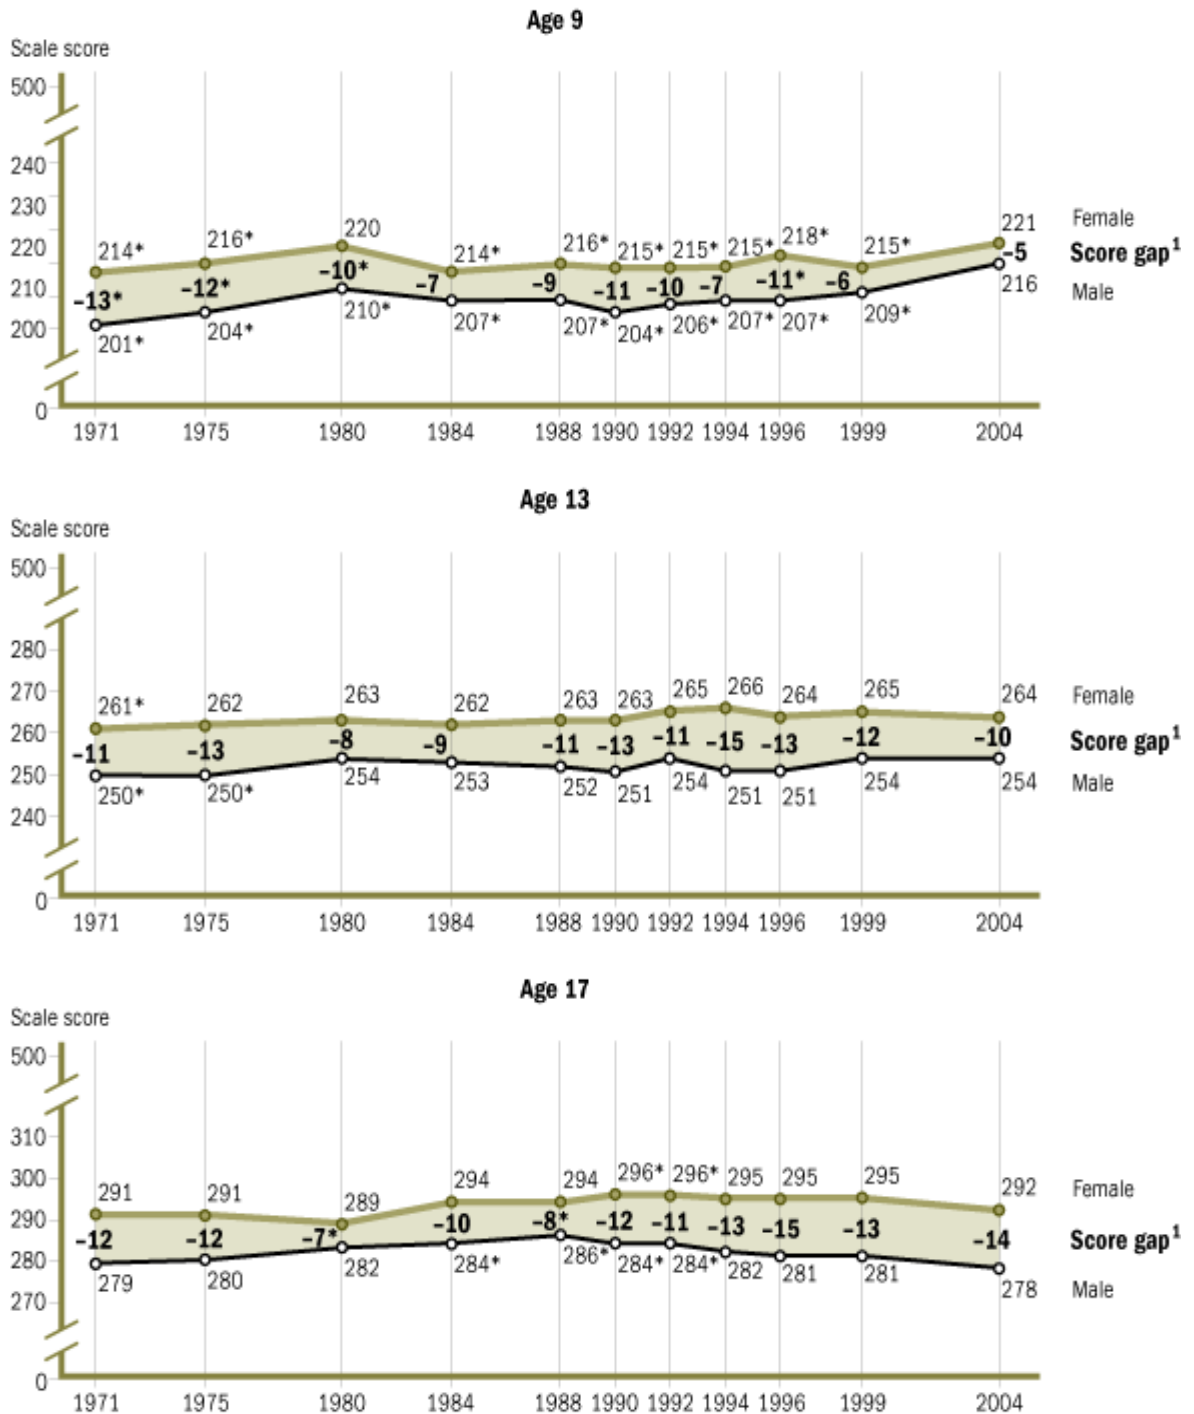 Age 9
Scale score
500
240
230
220
210
200
0
214* 216* 220 214* 216* 215* 215* 215* 218* 215* 221
–13* –12* –10* –7 –9 –11 –10 –7 –11* –6 –5
201* 204* 210* 207* 207* 204* 206* 207* 207* 209* 216
Female
Score gap1
Male
1971 1975 1980 1984 1988 1990 1992 1994 1996 1999 2004
Age 13
Scale score
500
280
270
260
250
240
0
261* 262 263 262 263 263 265 266 264 265 264
–11 –13 –8 –9 –11 –13 –11 –15 –13 –12 –10
250* 250* 254 253 252 251 254 251 251 254 254
Female
Score gap1
Male
1971 1975 1980 1984 1988 1990 1992 1994 1996 1999 2004
Age 17
Scale score
500
310
300
290
280
270
0
291 291 289 294 294 296* 296* 295 295 295 292
–12 –12 –7* –10 –8* –12 –11 –13 –15 –13 –14
279 280 282 284* 286* 284* 284* 282 281 281 278
Female
Score gap1
Male
1971 1975 1980 1984 1988 1990 1992 1994 1996 1999 2004